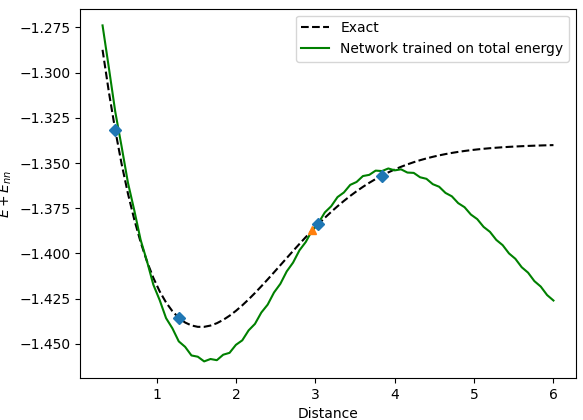 Exact
Network trained on total energy
−1.275
−1.300
−1.325
−1.350
−1.375
−1.400
−1.425
−1.450
E + Enn
1 2 3 4 5 6
Distance